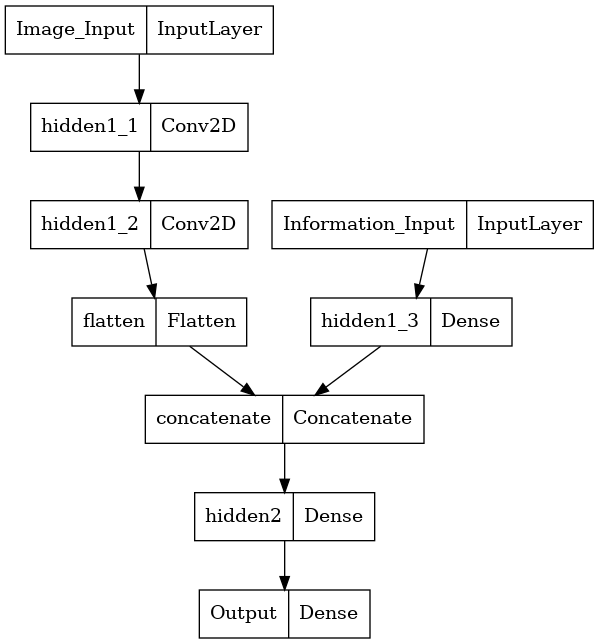 Image_Input InputLayer
hidden1_1 Conv2D
hidden1_2 Conv2D
Information_Input InputLayer
flatten Flatten
hidden1_3 Dense
concatenate Concatenate
hidden2 Dense
Output Dense